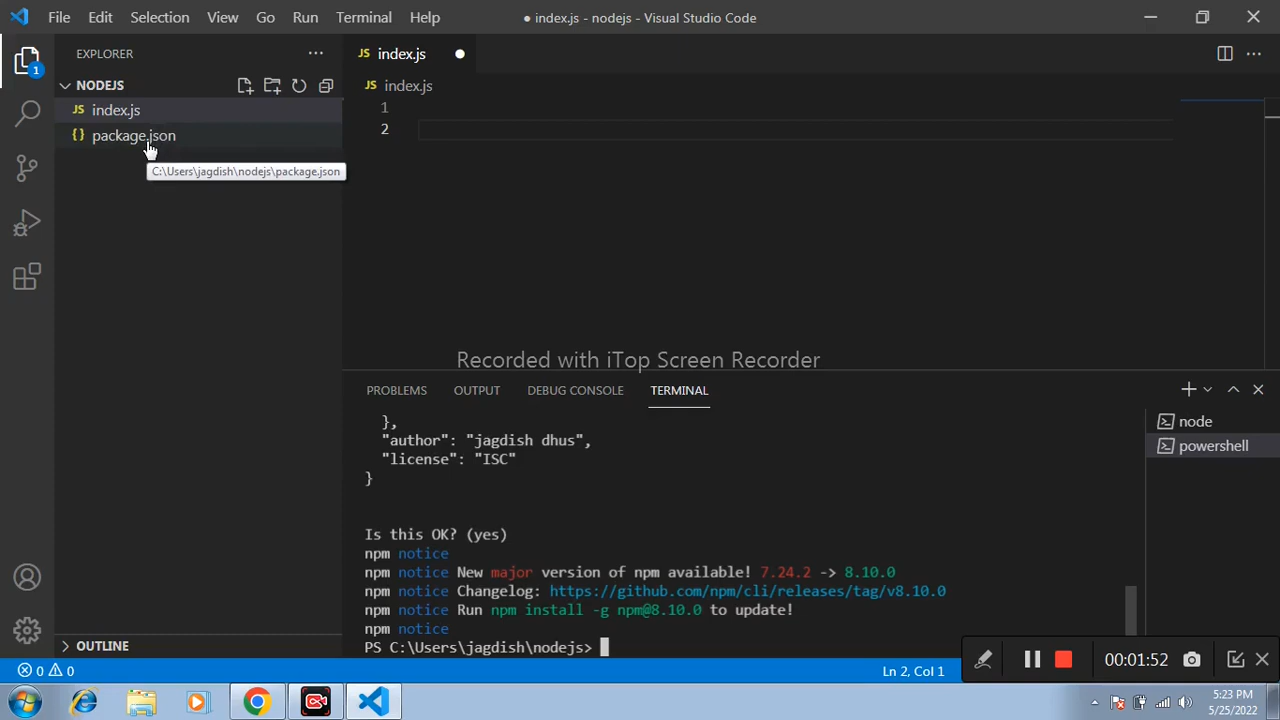 File Edit Selection View Go Run Terminal Help
● index.js - nodejs - Visual Studio Code
EXPLORER
JS index.js
1
NODEJS
JS index.js
JS index.js
{} package.json
C:\Users\jagdish\nodejs\package.json
1
2
Recorded with iTop Screen Recorder
PROBLEMS OUTPUT DEBUG CONSOLE TERMINAL
},
"author": "jagdish dhus",
"license": "ISC"
}
Is this OK? (yes)
npm notice
npm notice New major version of npm available! 7.24.2 -> 8.10.0
npm notice Changelog: https://github.com/npm/cli/releases/tag/v8.10.0
npm notice Run npm install -g npm@8.10.0 to update!
npm notice
PS C:\Users\jagdish\nodejs>
node
powershell
OUTLINE
0 0
Ln 2, Col 1
00:01:52
5:23 PM
5/25/2022